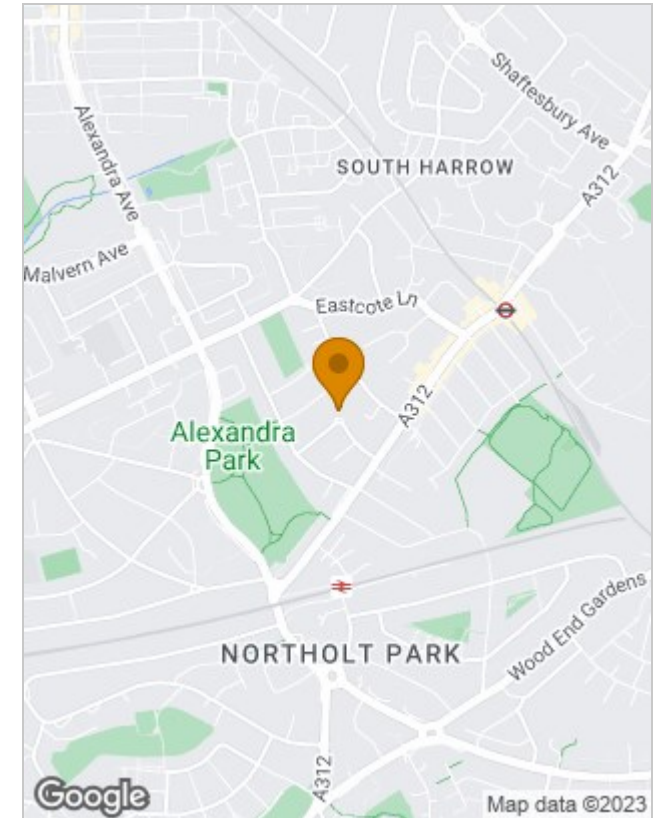 Alexandra Ave
Shaftesbury Ave
SOUTH HARROW
A312
Malvern Ave
Eastcote Ln
A312
Alexandra
Park
Wood End Gardens
NORTHOLT PARK
A312
Google
Map data ©2023